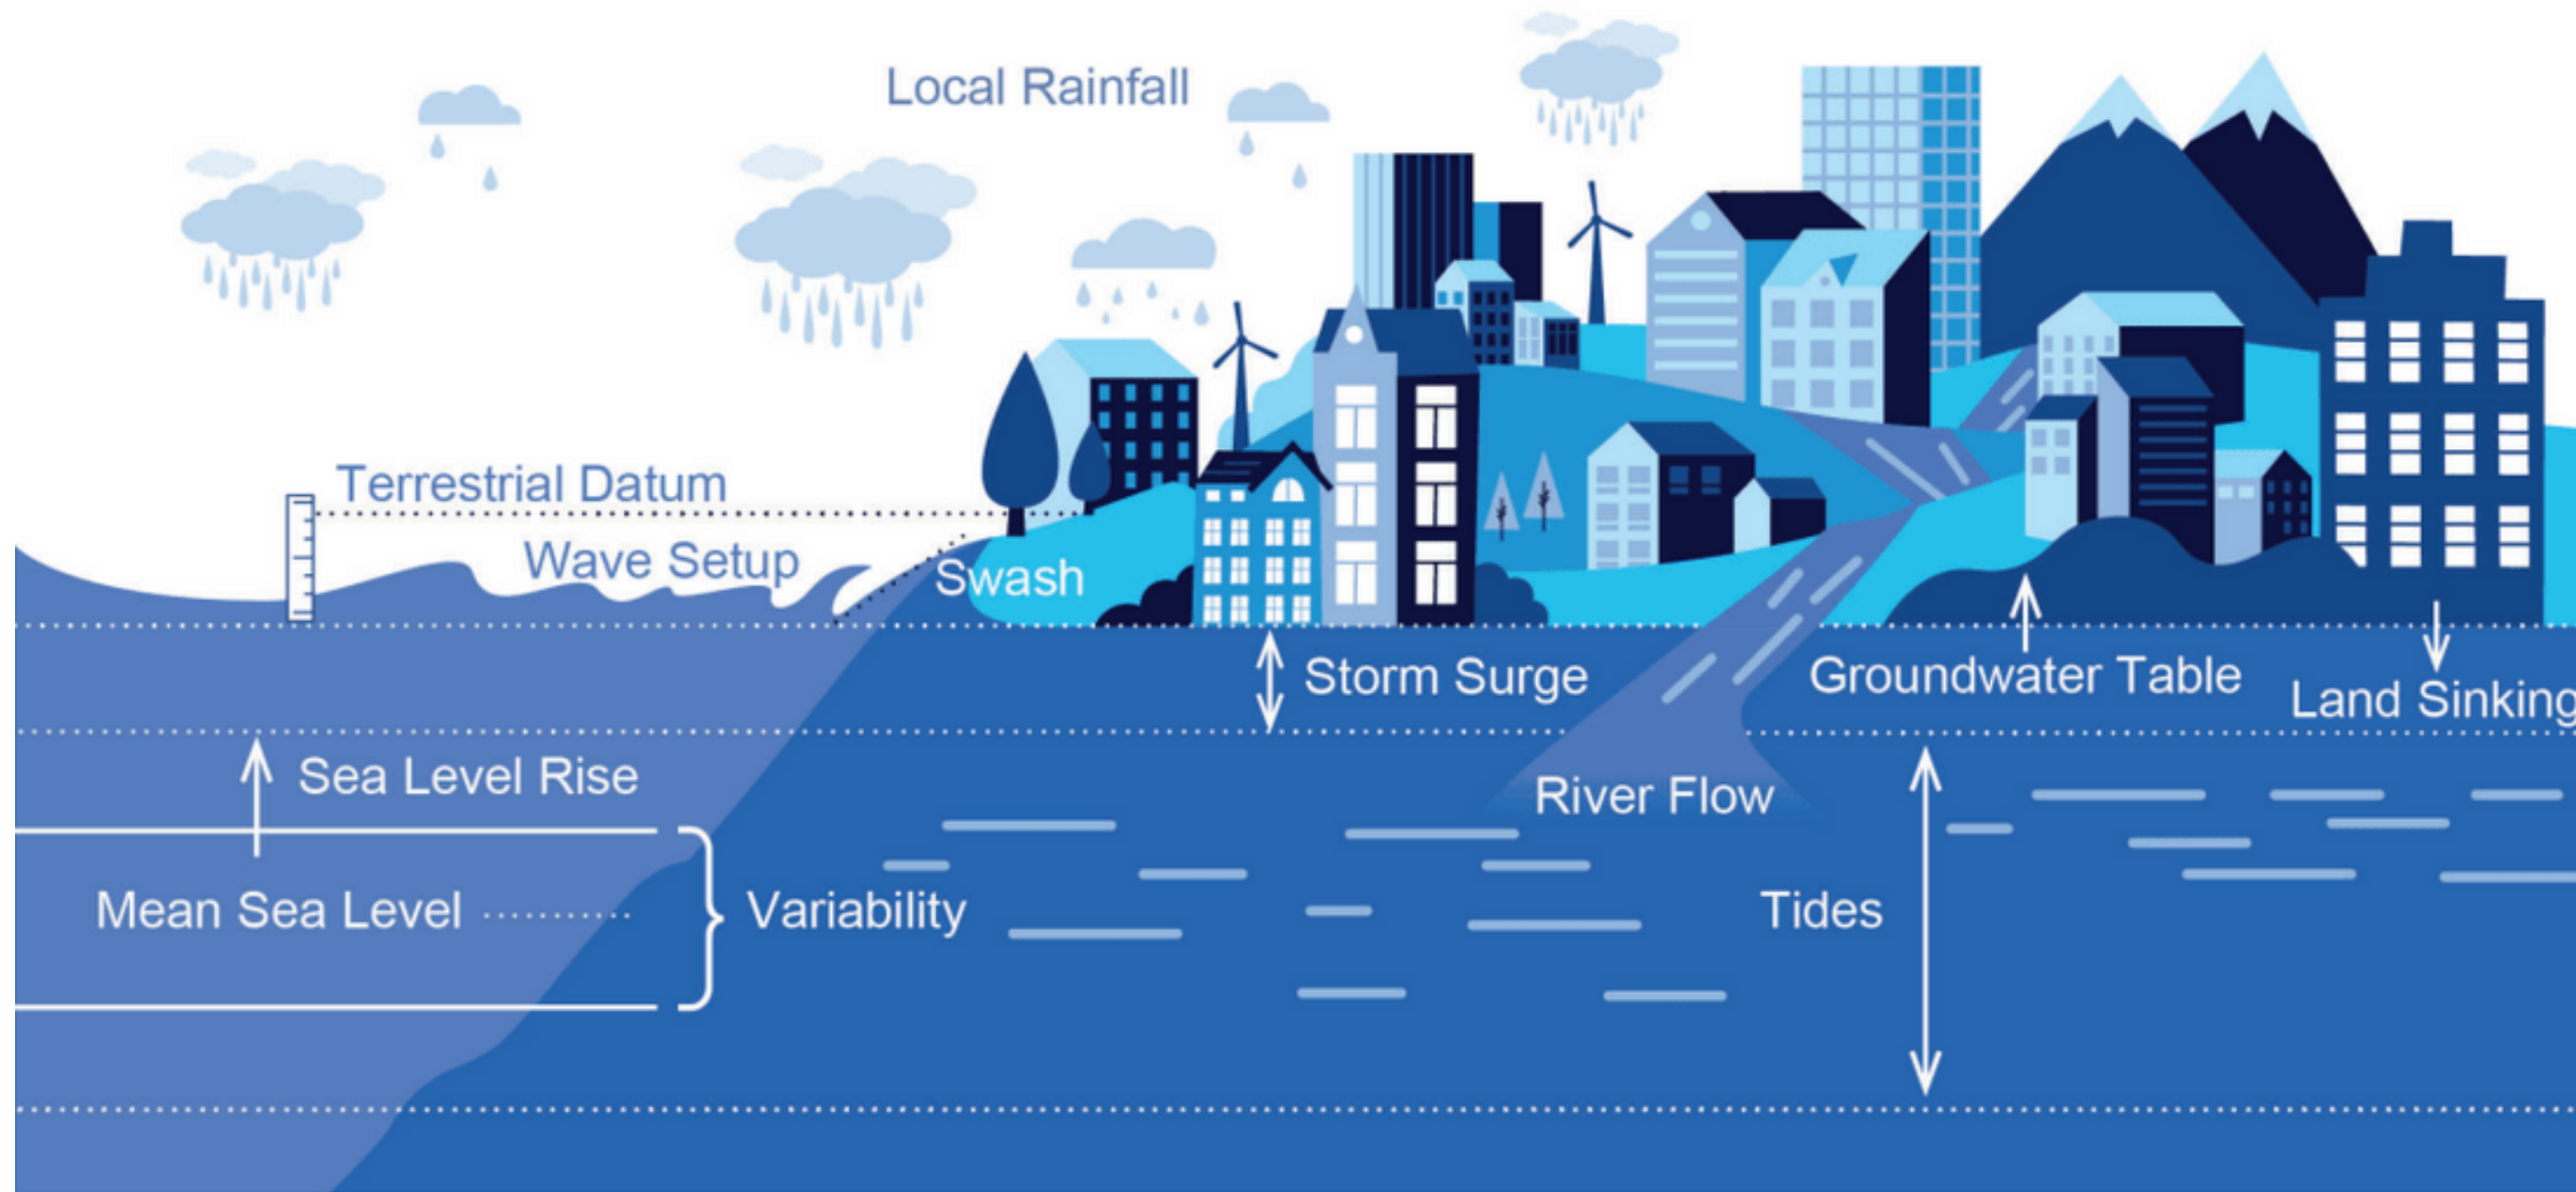 Local Rainfall
Terrestrial Datum
Wave Setup
Swash
Storm Surge
Groundwater Table
Land Sinking
Sea Level Rise
River Flow
Mean Sea Level
Variability
Tides